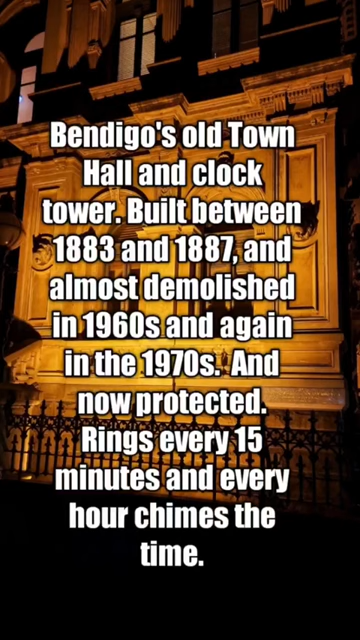 Bendigo's old Town
Hall and clock
tower. Built between
1883 and 1887, and
almost demolished
in 1960s and again
in the 1970s. And
now protected.
Rings every 15
minutes and every
hour chimes the
time.